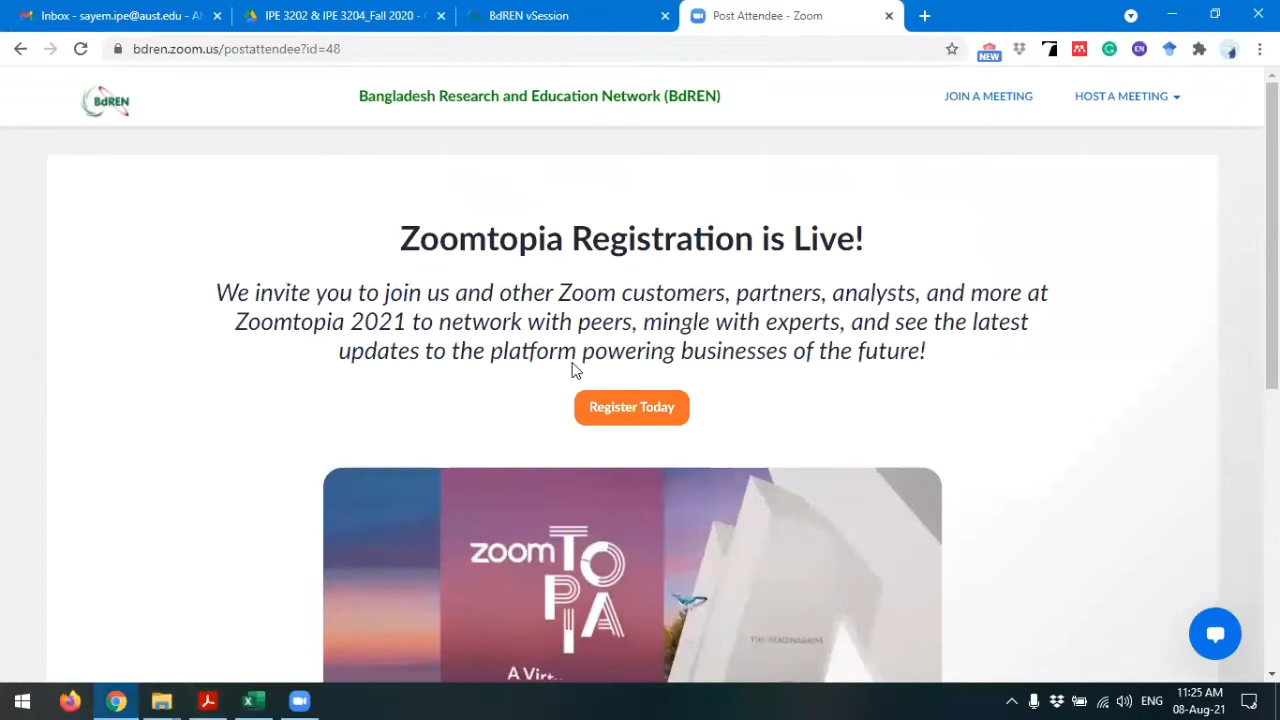 Inbox - sayem.ipe@aust.edu - A
IPE 3202 & IPE 3204_Fall 2020 -
BdREN vSession
Post Attendee - Zoom
bdren.zoom.us/postattendee?id=48
NEW
EN
BdREN
Bangladesh Research and Education Network (BdREN)
JOIN A MEETING
HOST A MEETING
Zoomtopia Registration is Live!
We invite you to join us and other Zoom customers, partners, analysts, and more at
Zoomtopia 2021 to network with peers, mingle with experts, and see the latest
updates to the platform powering businesses of the future!
Register Today
zoomTOPIA
A Virtu
ENG
11:25 AM
08-Aug-21